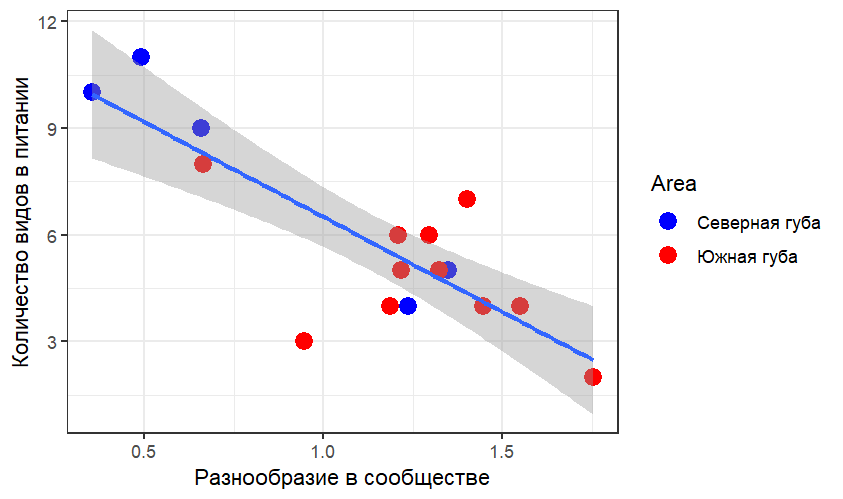 12
9
6
3
Количество видов в питании
0.5
1.0
1.5
Разнообразие в сообществе
Area
Северная губа
Южная губа